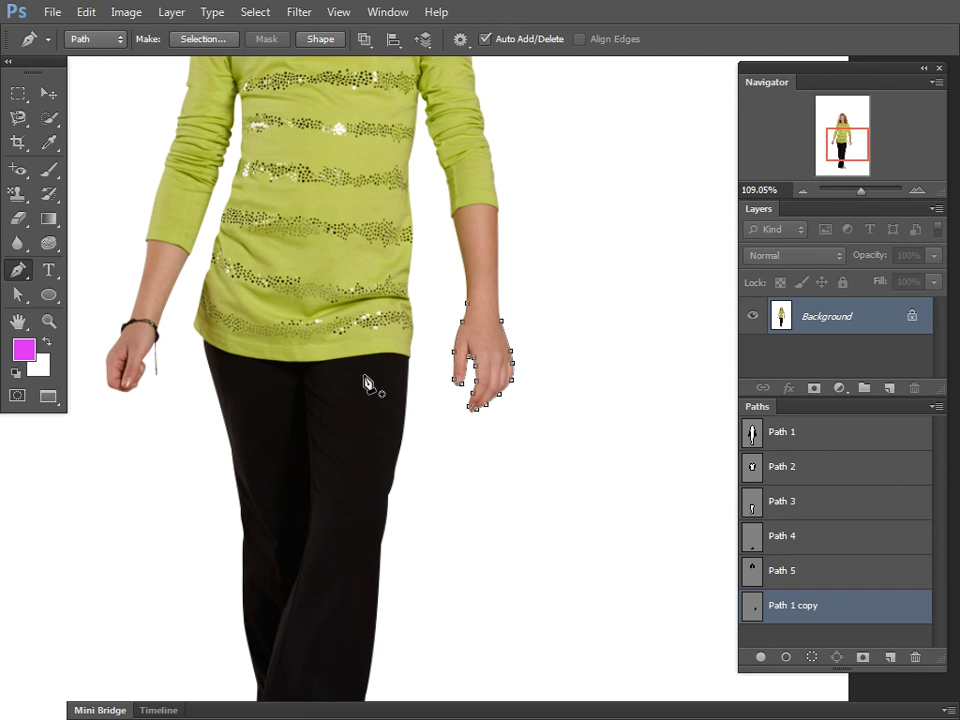 Ps File Edit Image Layer Type Select Filter View Window Help
Path Make: Selection... Mask Shape Auto Add/Delete Align Edges
Navigator
109.05%
Layers
Kind
Normal Opacity: 100%
Lock: Fill: 100%
Background
Paths
Path 1
Path 2
Path 3
Path 4
Path 5
Path 1 copy
Mini Bridge Timeline